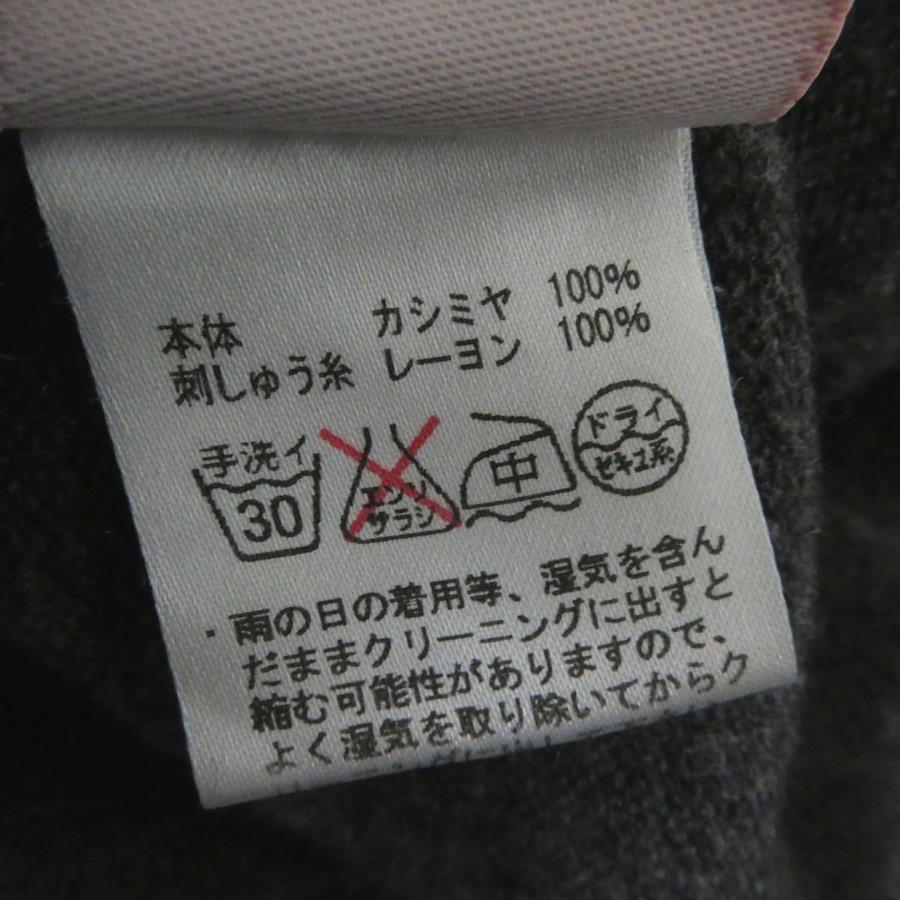 本体 カシミヤ 100%
刺しゅう糸 レーヨン 100%
手洗イ
30
エンソ
サラシ
中
ドライ
セキユ系
・雨の日の着用等、湿気を含ん
だままクリーニングに出すと
縮む可能性がありますので、
よく湿気を取り除いてからク